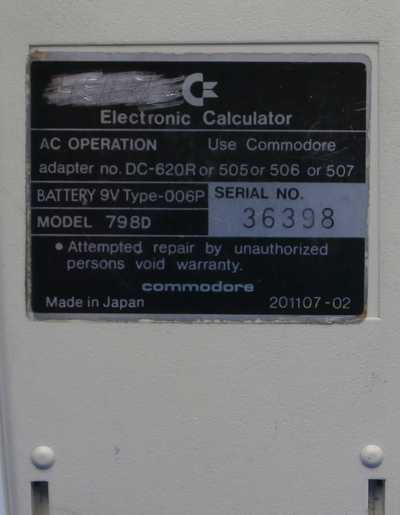 Electronic Calculator
AC OPERATION Use Commodore
adapter no. DC-620R or 505 or 506 or 507
BATTERY 9V Type-006P SERIAL NO.
36398
MODEL 798D
• Attempted repair by unauthorized
persons void warranty.
commodore
Made in Japan 201107-02